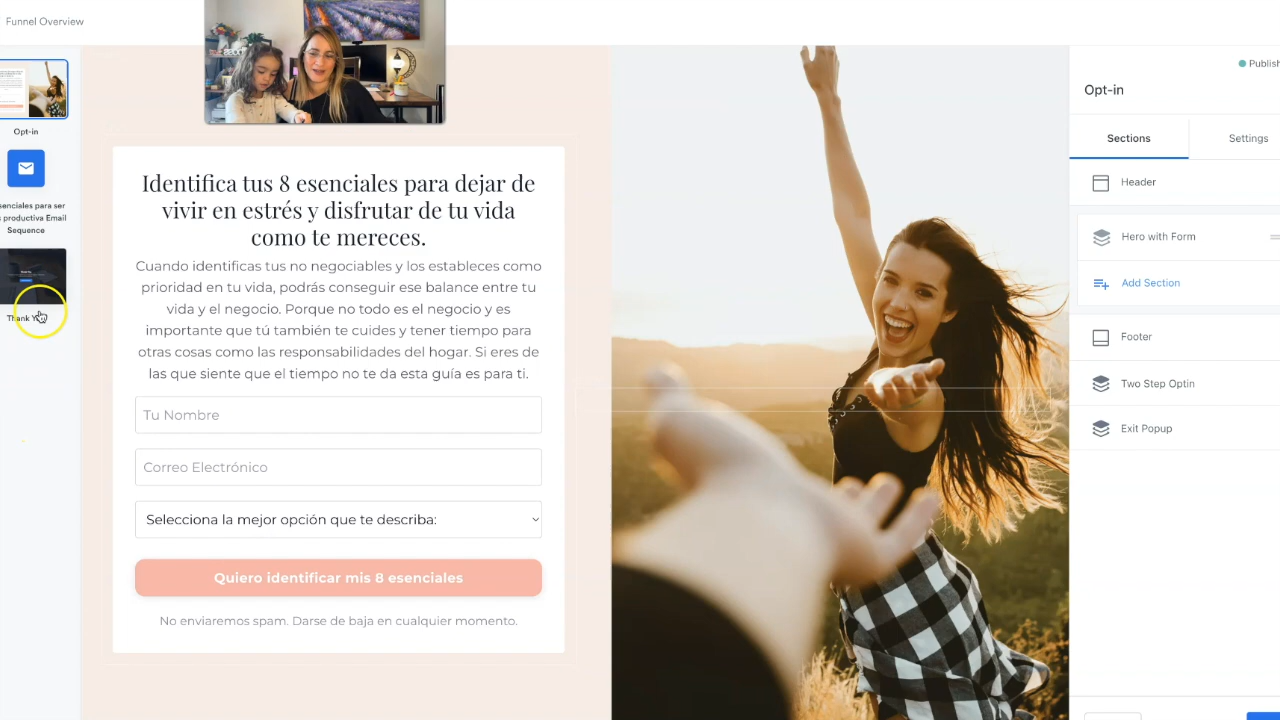 Funnel Overview
Opt-in
productiva Email
Sequence
Identifica tus 8 esenciales para dejar de
vivir en estrés y disfrutar de tu vida
como te mereces.
Cuando identificas tus no negociables y los estableces como
prioridad en tu vida, podrás conseguir ese balance entre tu
vida y el negocio. Porque no todo es el negocio y es
importante que tú también te cuides y tener tiempo para
otras cosas como las responsabilidades del hogar. Si eres de
las que siente que el tiempo no te da esta guía es para ti.
Tu Nombre
Correo Electrónico
Selecciona la mejor opción que te describa:
Quiero identificar mis 8 esenciales
No enviaremos spam. Darse de baja en cualquier momento.
Publish
Opt-in
Sections
Settings
Header
Hero with Form
Add Section
Footer
Two Step Optin
Exit Popup